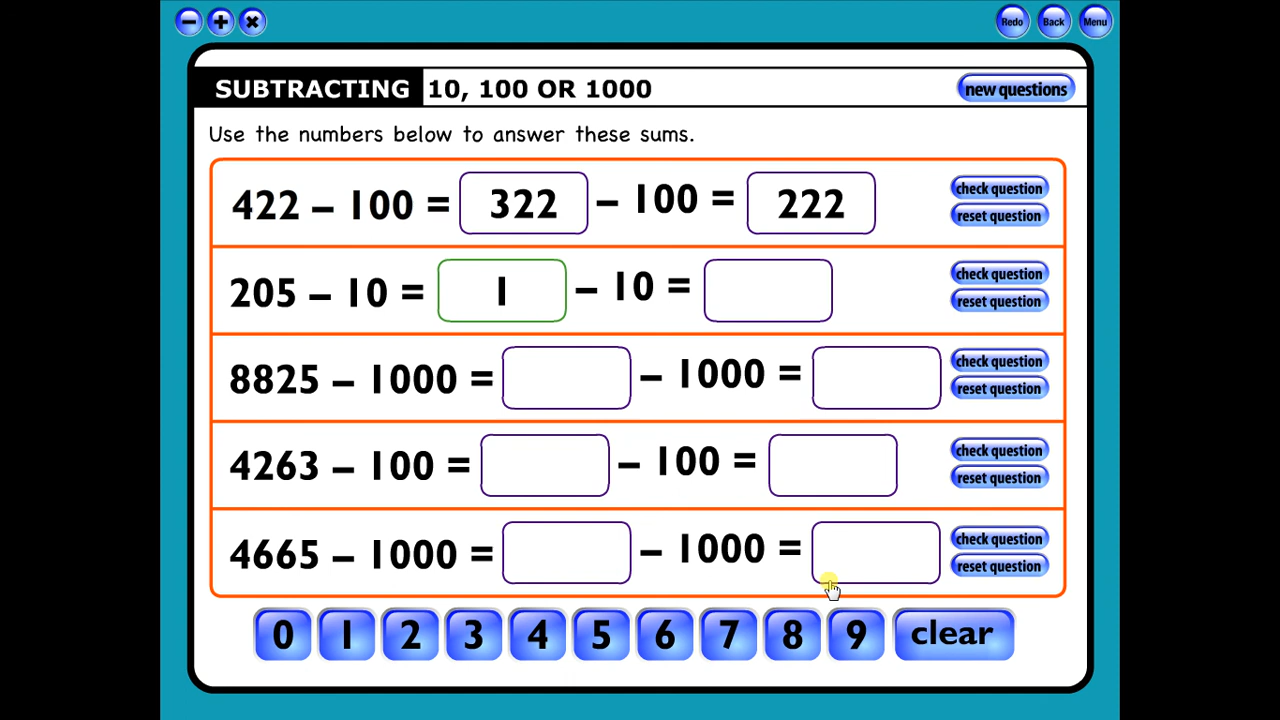 − + ×
Redo Back Menu
SUBTRACTING 10, 100 OR 1000
new questions
Use the numbers below to answer these sums.
422 – 100 = 322 – 100 = 222
check question
reset question
205 – 10 = 1 – 10 =
check question
reset question
8825 – 1000 = – 1000 =
check question
reset question
4263 – 100 = – 100 =
check question
reset question
4665 – 1000 = – 1000 =
check question
reset question
0 1 2 3 4 5 6 7 8 9 clear